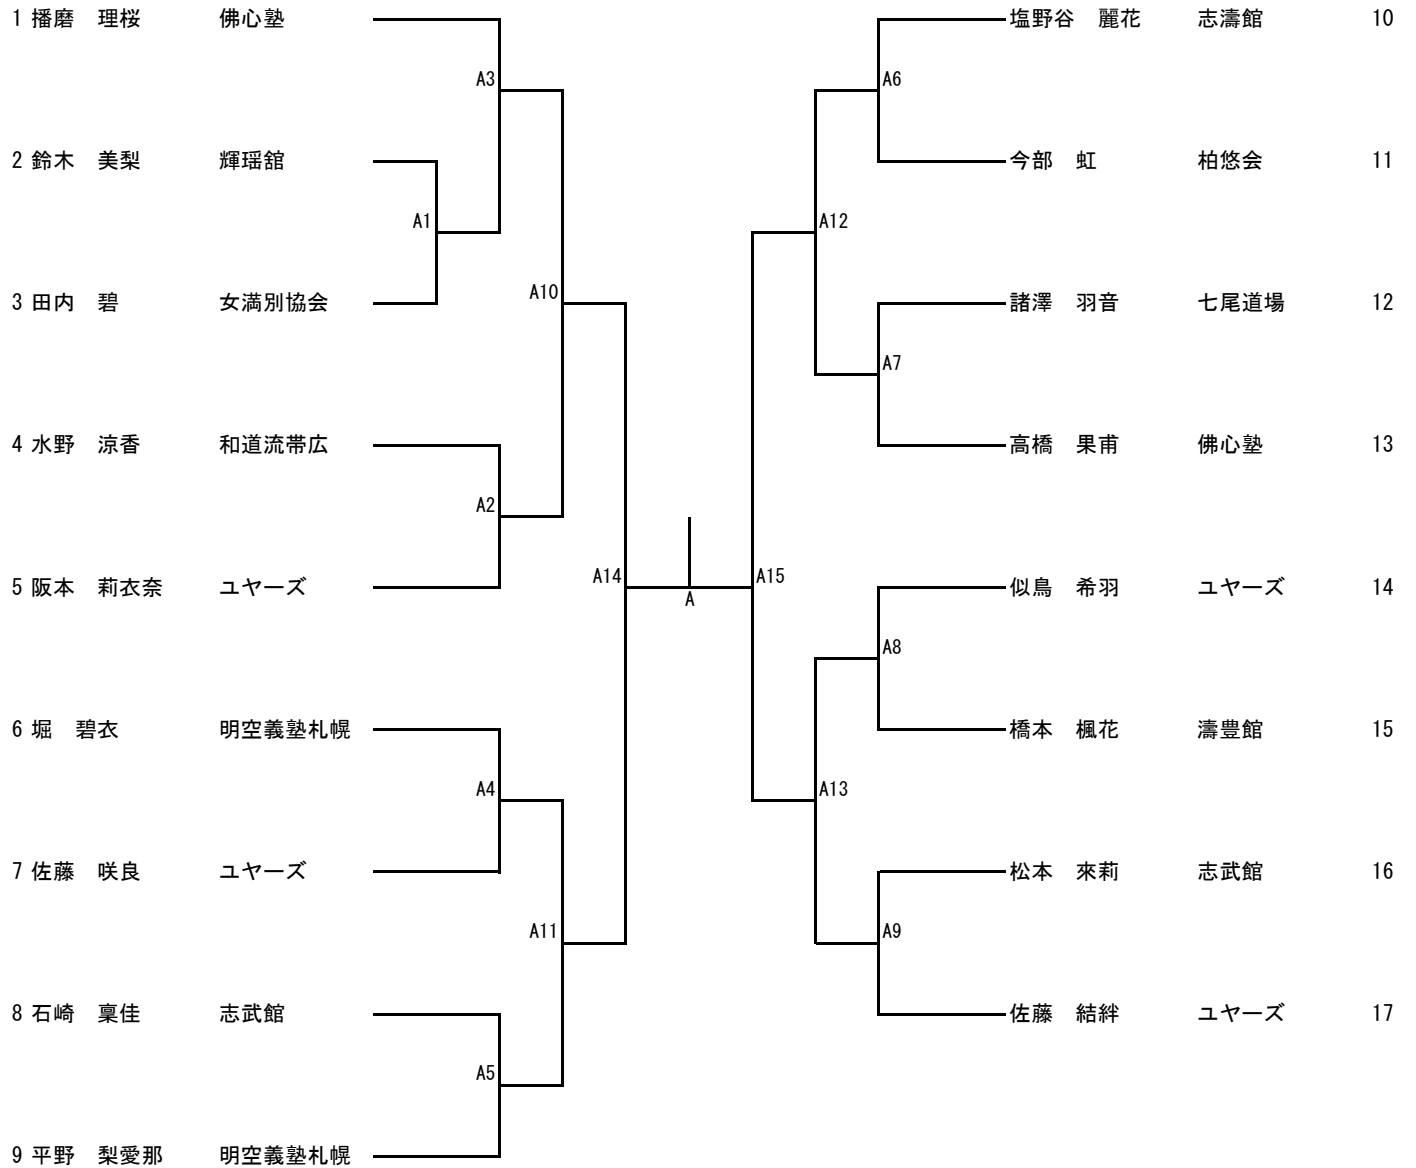 1 播磨　理桜　佛心塾
A3
2 鈴木　美梨　輝瑶舘
A1
3 田内　碧　女満別協会
A10
4 水野　涼香　和道流帯広
A2
5 阪本　莉衣奈　ユヤーズ
A14
6 堀　碧衣　明空義塾札幌
A4
7 佐藤　咲良　ユヤーズ
A11
8 石崎　稟佳　志武館
A5
9 平野　梨愛那　明空義塾札幌
A
塩野谷　麗花　志濤館　10
A6
今部　虹　柏悠会　11
A12
諸澤　羽音　七尾道場　12
A7
高橋　果甫　佛心塾　13
A15
似鳥　希羽　ユヤーズ　14
A8
橋本　楓花　濤豊館　15
A13
松本　來莉　志武館　16
A9
佐藤　結絆　ユヤーズ　17